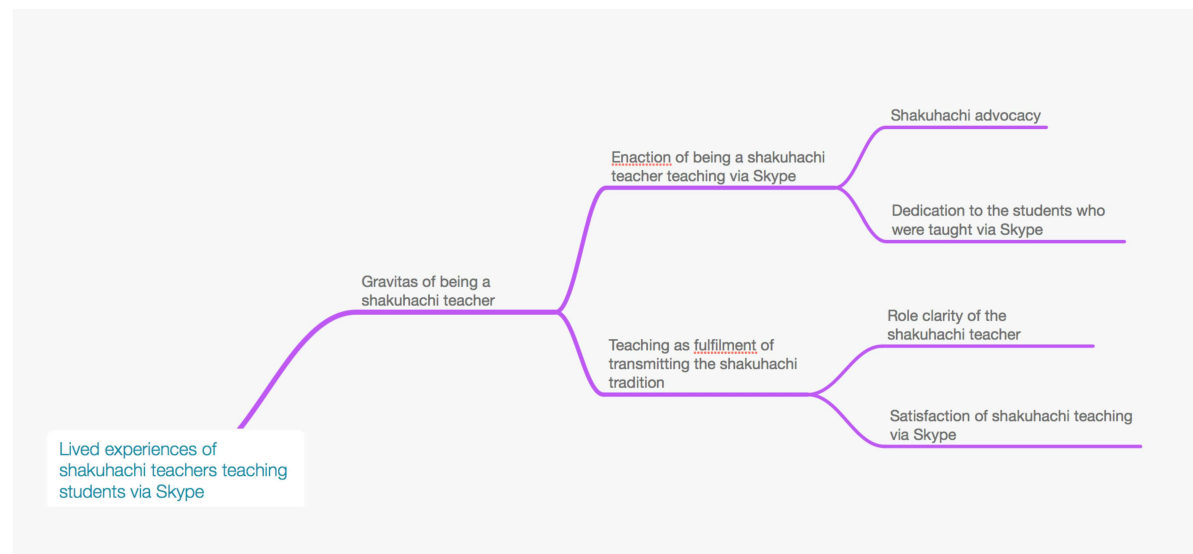 Shakuhachi advocacy
Enaction of being a shakuhachi
teacher teaching via Skype
Dedication to the students who
were taught via Skype
Gravitas of being a
shakuhachi teacher
Role clarity of the
shakuhachi teacher
Teaching as fulfilment of
transmitting the shakuhachi
tradition
Satisfaction of shakuhachi teaching
via Skype
Lived experiences of
shakuhachi teachers teaching
students via Skype